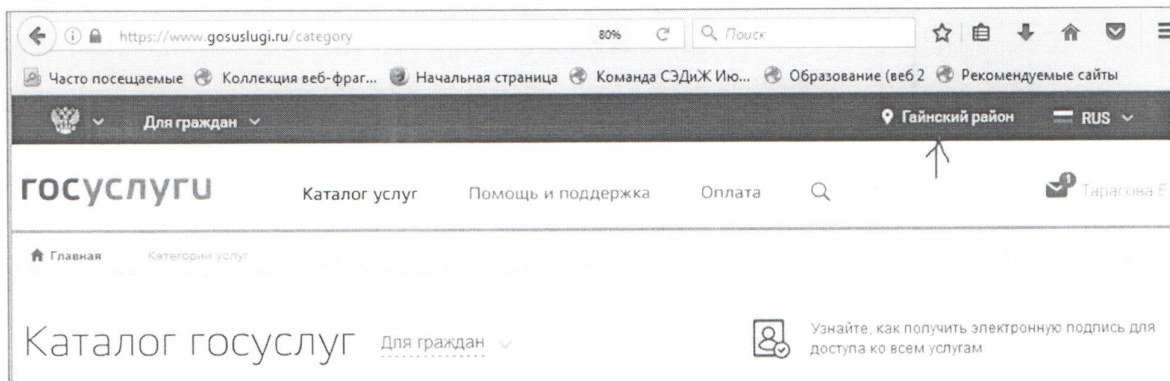 https://www.gosuslugi.ru/category 80% Поиск
Часто посещаемые Коллекция веб-фраг... Начальная страница Команда СЭДиЖ Ию... Образование (веб 2 Рекомендуемые сайты
Для граждан Гайнский район RUS
госуслуги Каталог услуг Помощь и поддержка Оплата 1 Тарасова Е.
Главная Категории услуг
Каталог госуслуг Для граждан
Узнайте, как получить электронную подпись для
доступа ко всем услугам